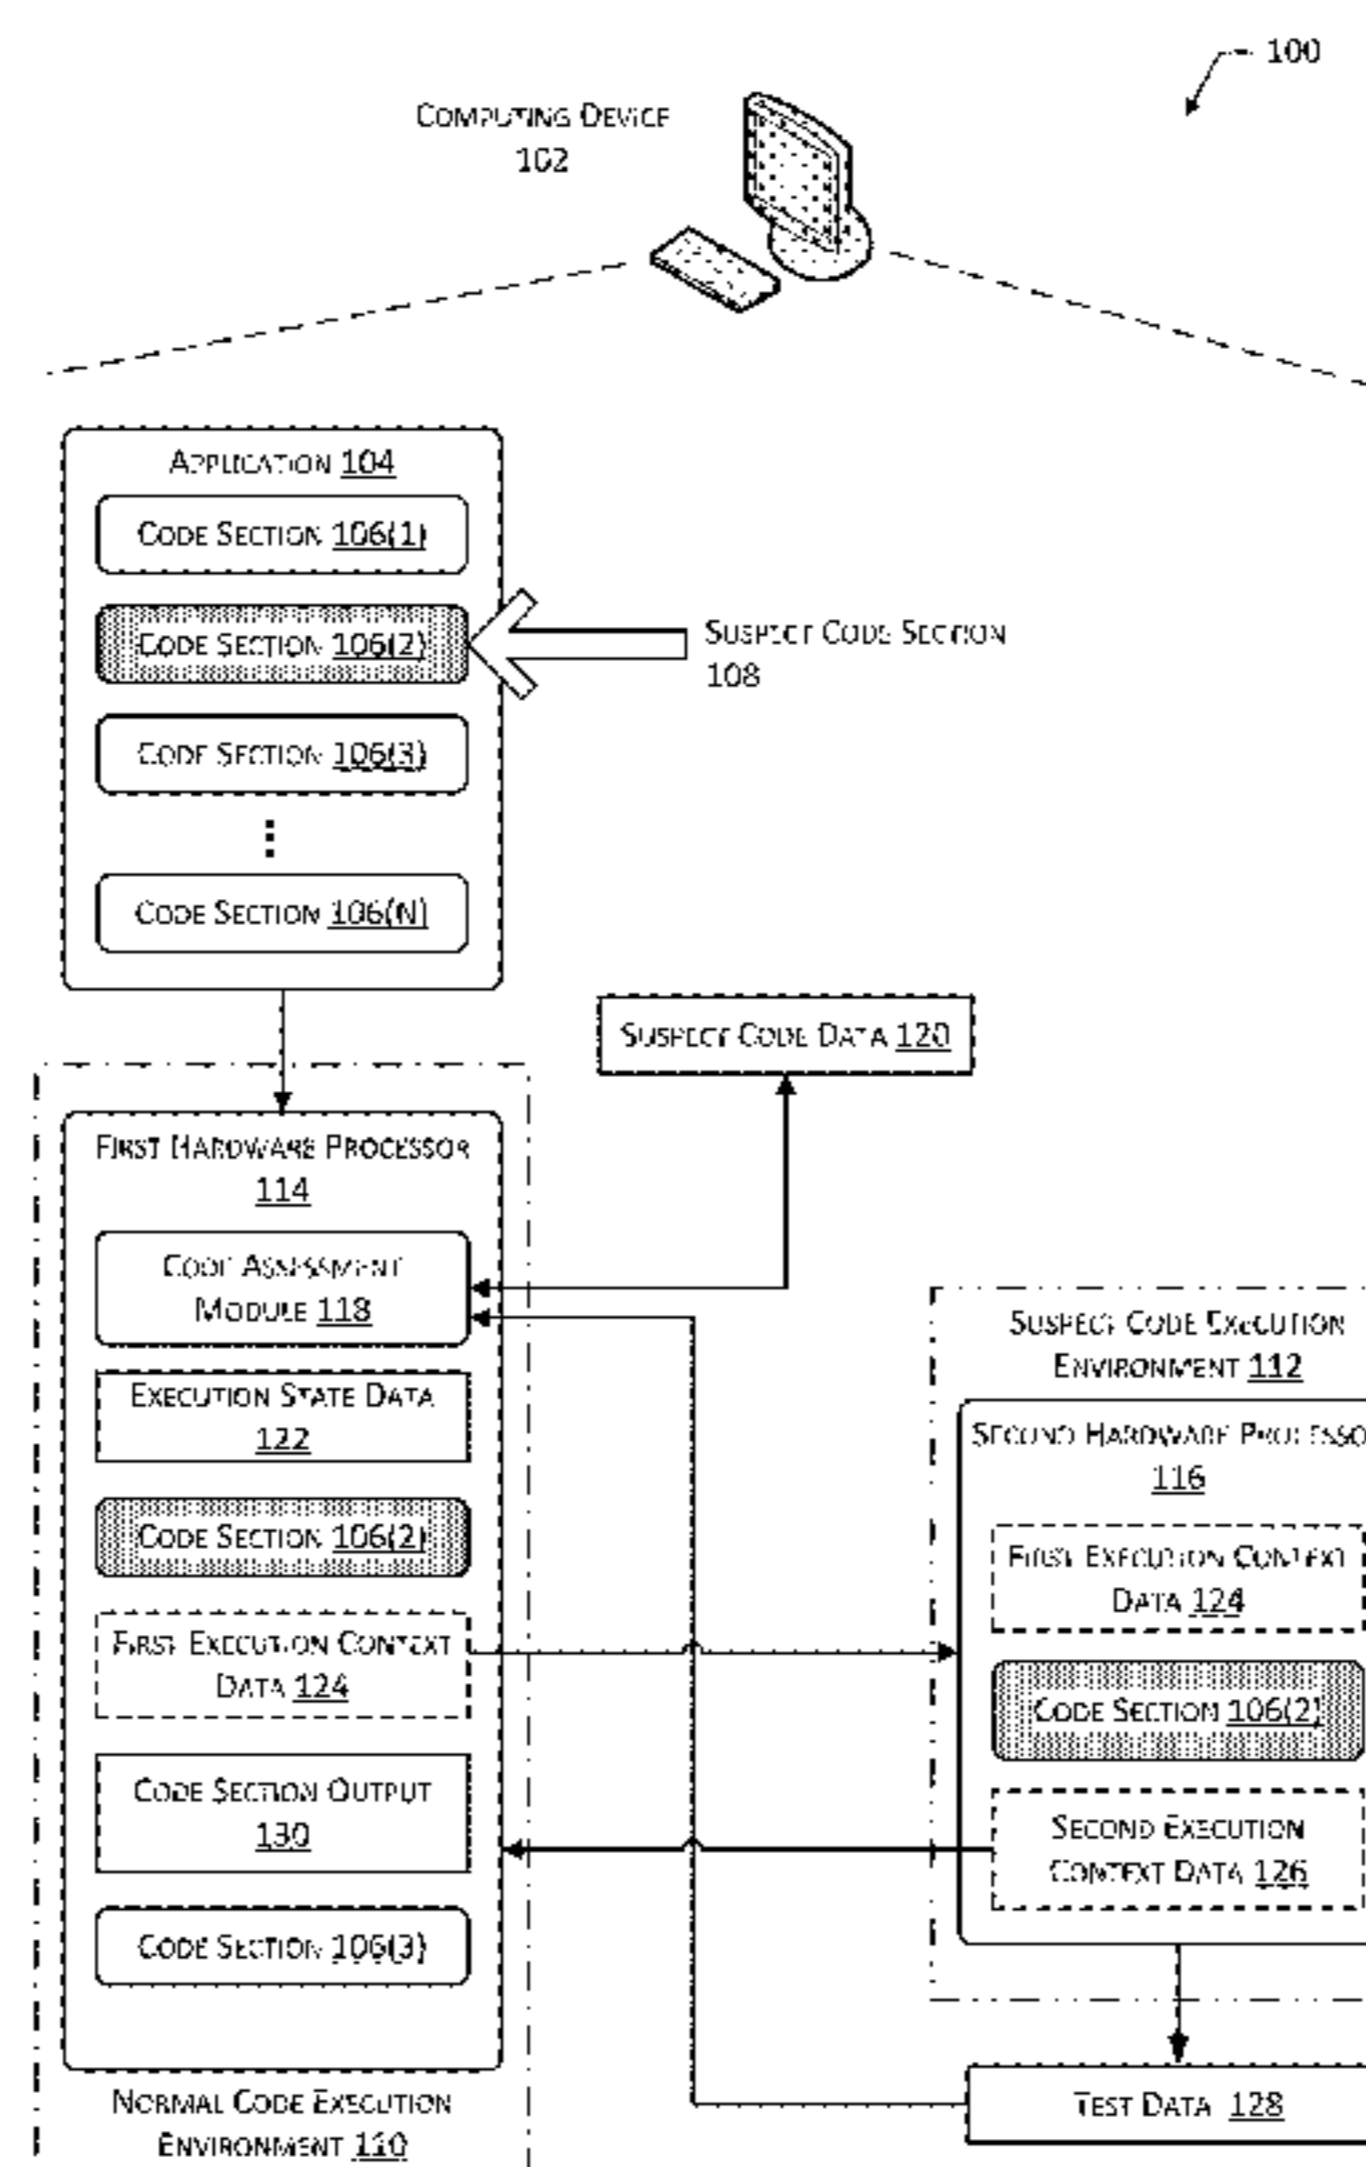 100
COMPUTING DEVICE
102
APPLICATION 104
CODE SECTION 106(1)
CODE SECTION 106(2)
SUSPECT CODE SECTION
108
CODE SECTION 106(3)
CODE SECTION 106(N)
SUSPECT CODE DATA 120
FIRST HARDWARE PROCESSOR
114
CODE ASSESSMENT
MODULE 118
EXECUTION STATE DATA
122
CODE SECTION 106(2)
FIRST EXECUTION CONTEXT
DATA 124
CODE SECTION OUTPUT
130
CODE SECTION 106(3)
NORMAL CODE EXECUTION
ENVIRONMENT 110
SUSPECT CODE EXECUTION
ENVIRONMENT 112
SECOND HARDWARE PROCESSO
116
FIRST EXECUTION CONTEXT
DATA 124
CODE SECTION 106(2)
SECOND EXECUTION
CONTEXT DATA 126
TEST DATA 128